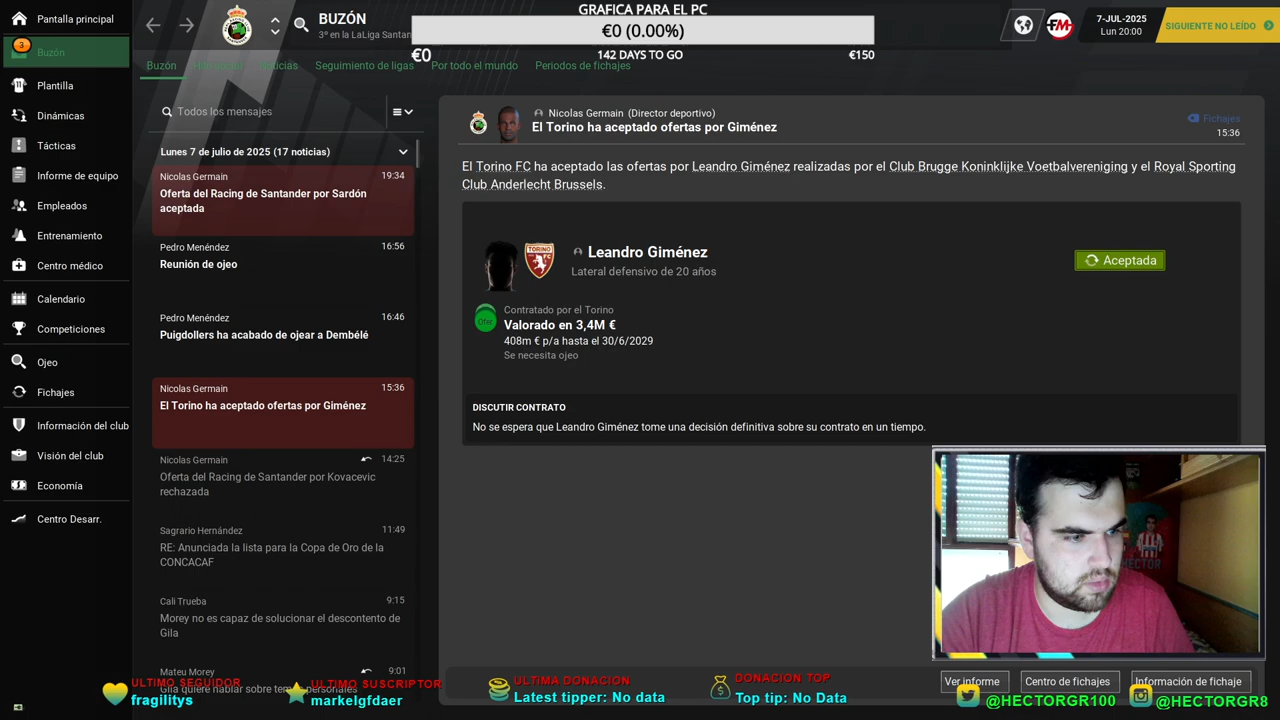 Pantalla principal
3
Buzón
Plantilla
Dinámicas
Tácticas
Informe de equipo
Empleados
Entrenamiento
Centro médico
Calendario
Competiciones
Ojeo
Fichajes
Información del club
Visión del club
Economía
Centro Desarr.
BUZÓN
3º en la LaLiga Santan
GRAFICA PARA EL PC
€0 (0.00%)
€0
142 DAYS TO GO
€150
FM
7-JUL-2025
Lun 20:00
SIGUIENTE NO LEÍDO
Buzón
Noticias
Seguimiento de ligas
Por todo el mundo
Periodos de fichajes
Todos los mensajes
Lunes 7 de julio de 2025 (17 noticias)
Nicolas Germain 19:34
Oferta del Racing de Santander por Sardón
aceptada
Pedro Menéndez 16:56
Reunión de ojeo
Pedro Menéndez 16:46
Puigdollers ha acabado de ojear a Dembélé
Nicolas Germain 15:36
El Torino ha aceptado ofertas por Giménez
Nicolas Germain 14:25
Oferta del Racing de Santander por Kovacevic
rechazada
Sagrario Hernández 11:49
RE: Anunciada la lista para la Copa de Oro de la
CONCACAF
Cali Trueba 9:15
Morey no es capaz de solucionar el descontento de
Gila
Mateu Morey 9:01
Gila quiere hablar sobre temas personales
Nicolas Germain (Director deportivo)
El Torino ha aceptado ofertas por Giménez
Fichajes
15:36
El Torino FC ha aceptado las ofertas por Leandro Giménez realizadas por el Club Brugge Koninklijke Voetbalvereniging y el Royal Sporting
Club Anderlecht Brussels.
TORINO FC
Leandro Giménez
Lateral defensivo de 20 años
Aceptada
Ofer
Contratado por el Torino
Valorado en 3,4M €
408m € p/a hasta el 30/6/2029
Se necesita ojeo
DISCUTIR CONTRATO
No se espera que Leandro Giménez tome una decisión definitiva sobre su contrato en un tiempo.
HECTOR
Ver informe
Centro de fichajes
Información de fichaje
ULTIMO SEGUIDOR
fragilitys
ULTIMO SUSCRIPTOR
markelgfdaer
ULTIMA DONACION
Latest tipper: No data
DONACION TOP
Top tip: No Data
@HECTORGR100
@HECTORGR8